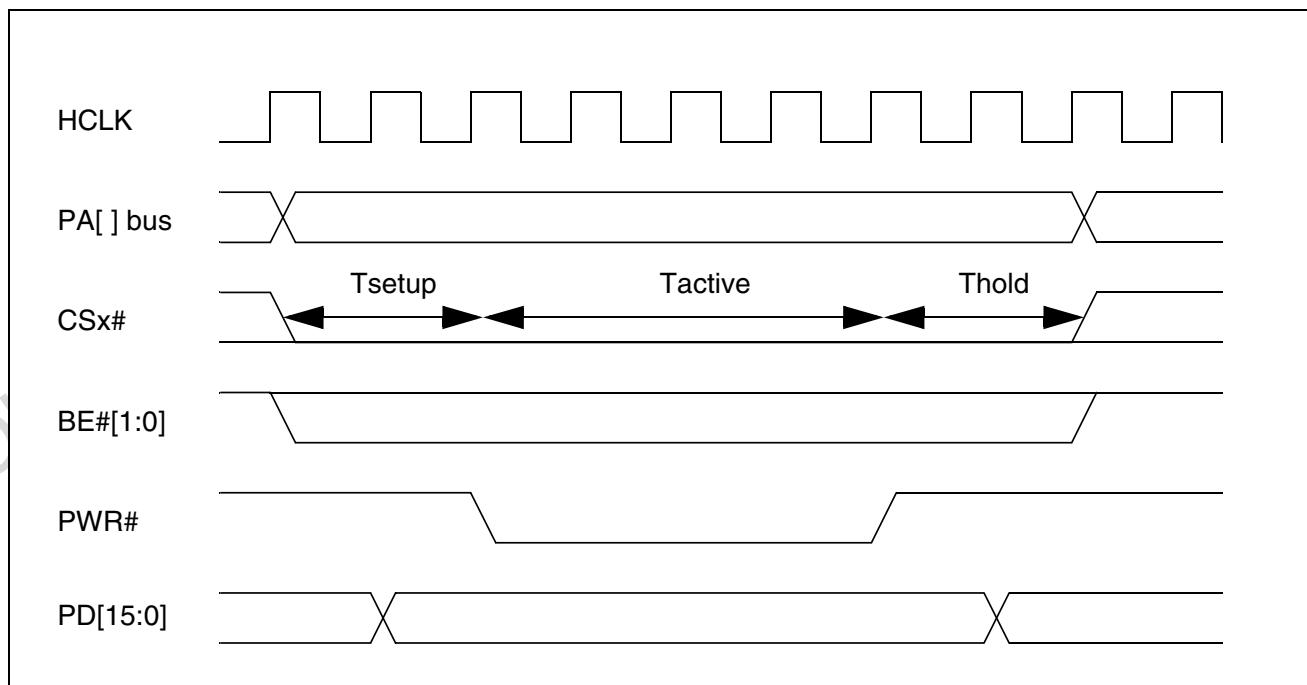 HCLK
PA[ ] bus
Tsetup Tactive Thold
CSx#
BE#[1:0]
PWR#
PD[15:0]